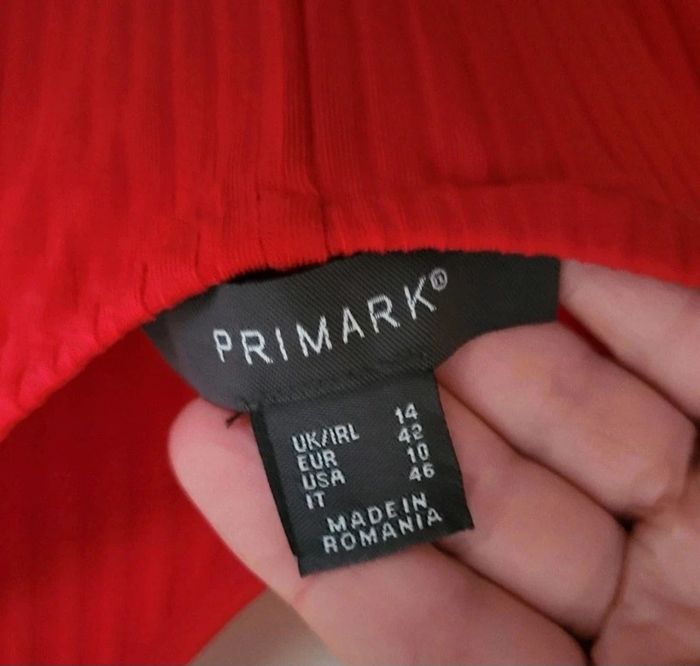 PRIMARK®
UK/IRL 14
EUR 42
USA 10
IT 46
MADE IN
ROMANIA